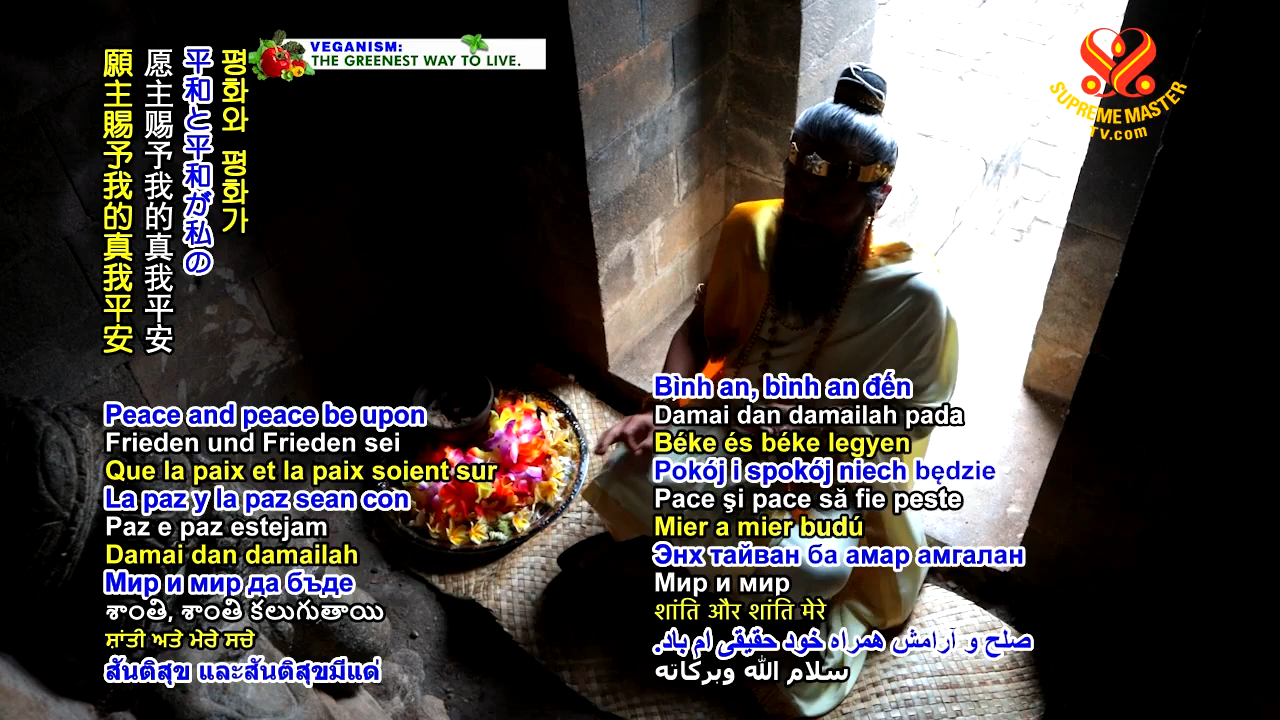 VEGANISM:
THE GREENEST WAY TO LIVE.
SUPREME MASTER
TV.com
평화와 평화가
平和と平和が私の
愿主赐予我的真我平安
願主賜予我的真我平安
Peace and peace be upon
Frieden und Frieden sei
Que la paix et la paix soient sur
La paz y la paz sean con
Paz e paz estejam
Damai dan damailah
Мир и мир да бъде
శాంతి, శాంతి కలుగుతాయి
ਸ਼ਾਂਤੀ ਅਤੇ ਮੇਰੇ ਸਚੇ
สันติสุข และสันติสุขมีแด่
Bình an, bình an đến
Damai dan damailah pada
Béke és béke legyen
Pokój i spokój niech będzie
Pace şi pace să fie peste
Mier a mier budú
Энх тайван ба амар амгалан
Мир и мир
शांति और शांति मेरे
صلح و آرامش همراه خود حقیقی ام باد.
سلام الله وبركاته